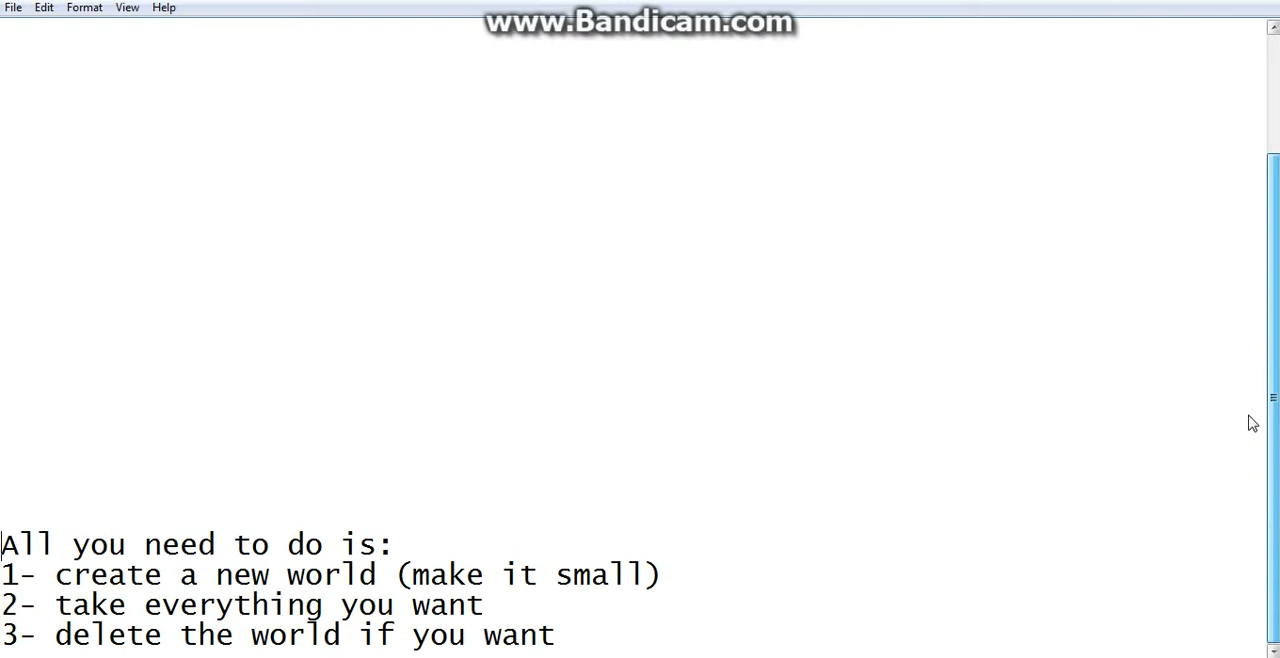 File Edit Format View Help
www.Bandicam.com
All you need to do is:
1- create a new world (make it small)
2- take everything you want
3- delete the world if you want